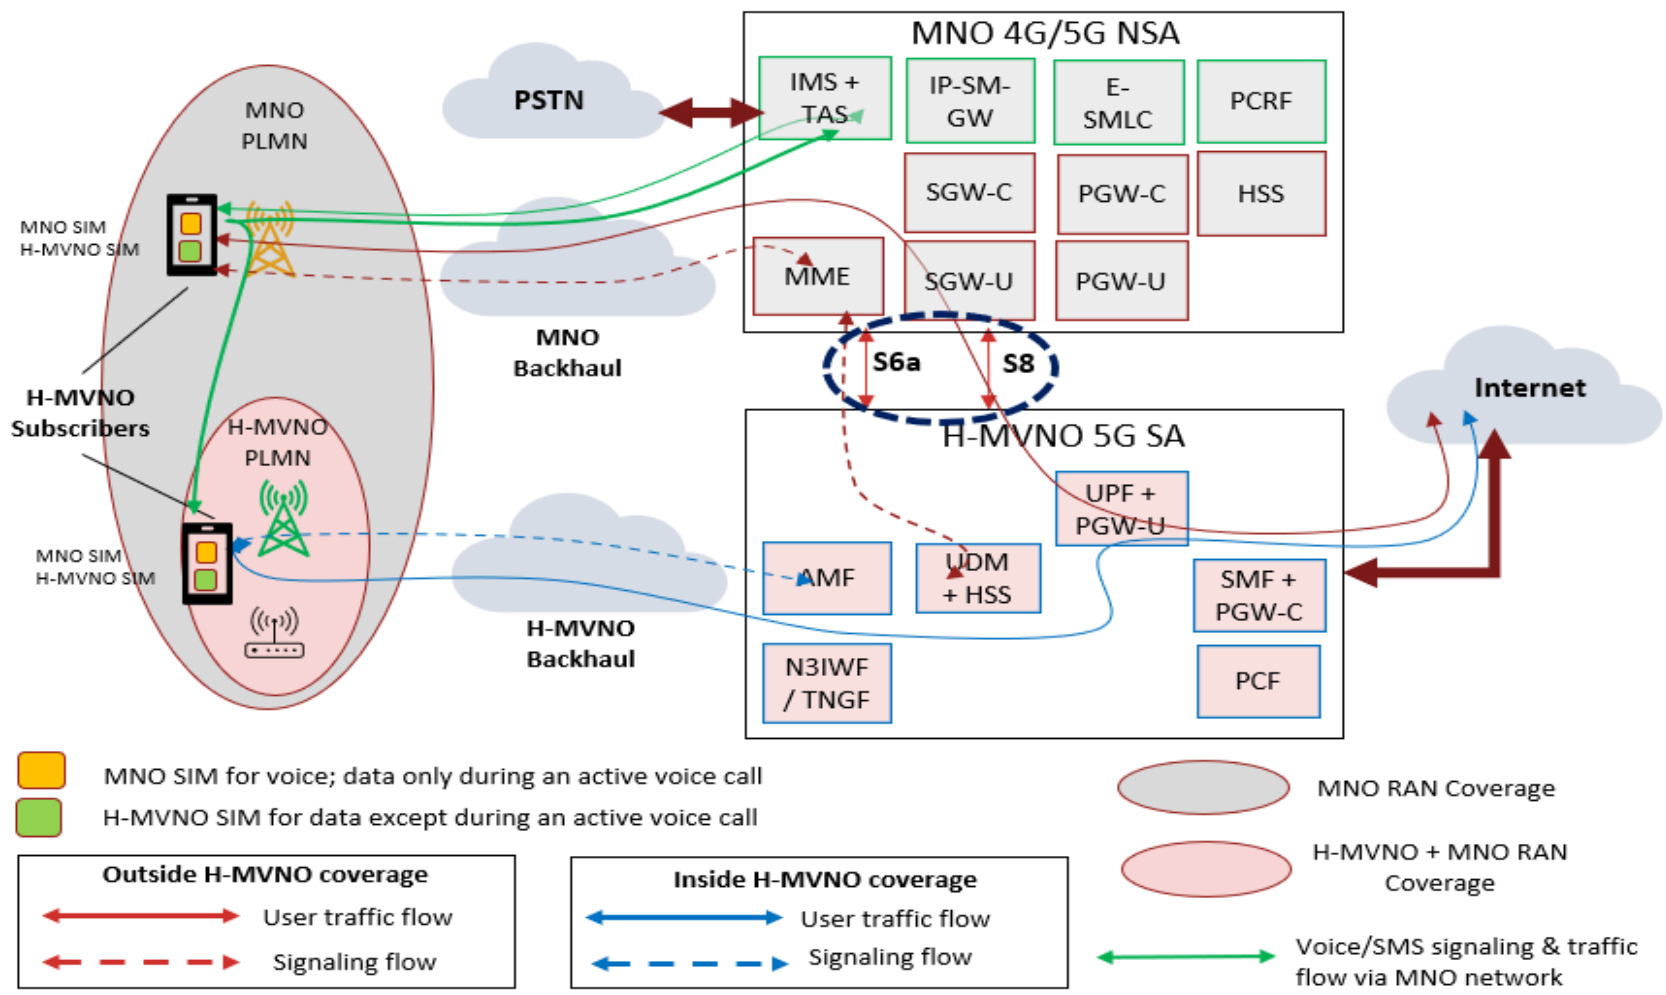 MNO 4G/5G NSA
IMS +
TAS
IP-SM-
GW
E-
SMLC
PCRF
SGW-C
PGW-C
HSS
MME
SGW-U
PGW-U
PSTN
MNO
PLMN
MNO SIM
H-MVNO SIM
MNO
Backhaul
S6a
S8
Internet
H-MVNO
Subscribers
H-MVNO
PLMN
MNO SIM
H-MVNO SIM
H-MVNO
Backhaul
H-MVNO 5G SA
UPF +
PGW-U
AMF
UDM
+ HSS
SMF +
PGW-C
N3IWF
/ TNGF
PCF
MNO SIM for voice; data only during an active voice call
H-MVNO SIM for data except during an active voice call
MNO RAN Coverage
H-MVNO + MNO RAN
Coverage
Outside H-MVNO coverage
User traffic flow
Signaling flow
Inside H-MVNO coverage
User traffic flow
Signaling flow
Voice/SMS signaling & traffic
flow via MNO network